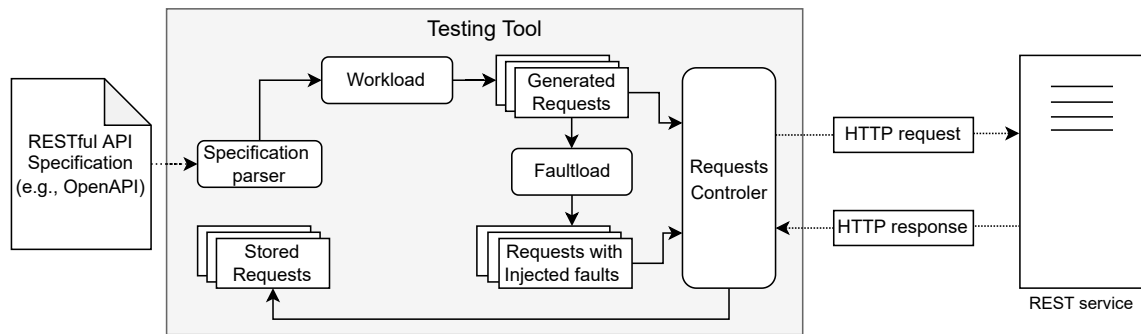 Testing Tool
RESTful API
Specification
(e.g., OpenAPI)
Specification
parser
Workload
Generated
Requests
Faultload
Requests with
Injected faults
Stored
Requests
Requests
Controler
HTTP request
HTTP response
REST service